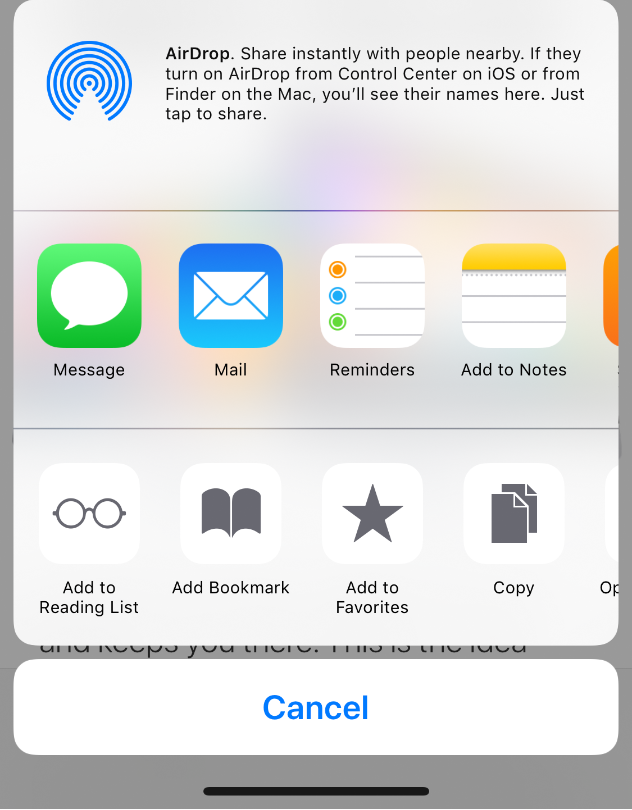 AirDrop. Share instantly with people nearby. If they
turn on AirDrop from Control Center on iOS or from
Finder on the Mac, you’ll see their names here. Just
tap to share.
Message Mail Reminders Add to Notes
Add to Reading List
Add Bookmark
Add to Favorites
Copy
and keeps you there. This is the idea
Cancel